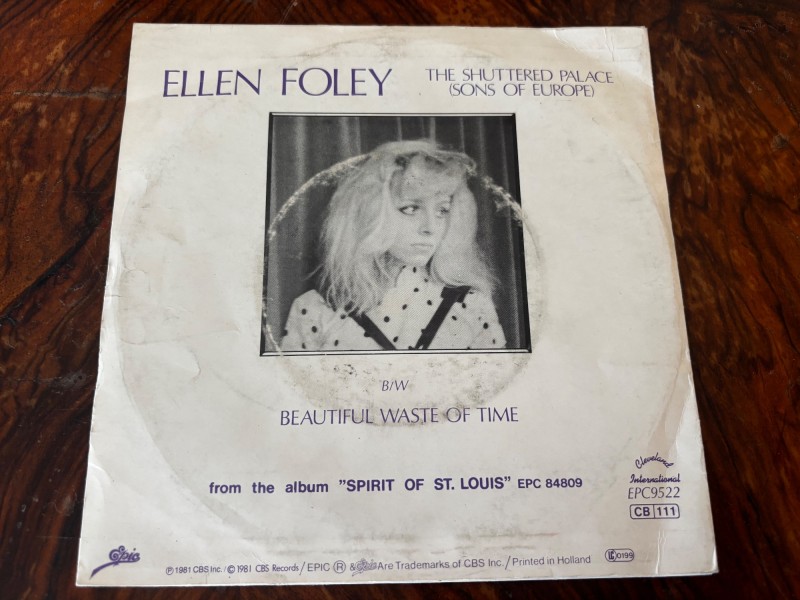 ELLEN FOLEY
THE SHUTTERED PALACE
(SONS OF EUROPE)
B/W
BEAUTIFUL WASTE OF TIME
from the album "SPIRIT OF ST. LOUIS" EPC 84809
Cleveland
International
EPC9522
CB 111
Epic
℗ 1981 CBS Inc./© 1981 CBS Records/EPIC ® & Epic Are Trademarks of CBS Inc./Printed in Holland
0199